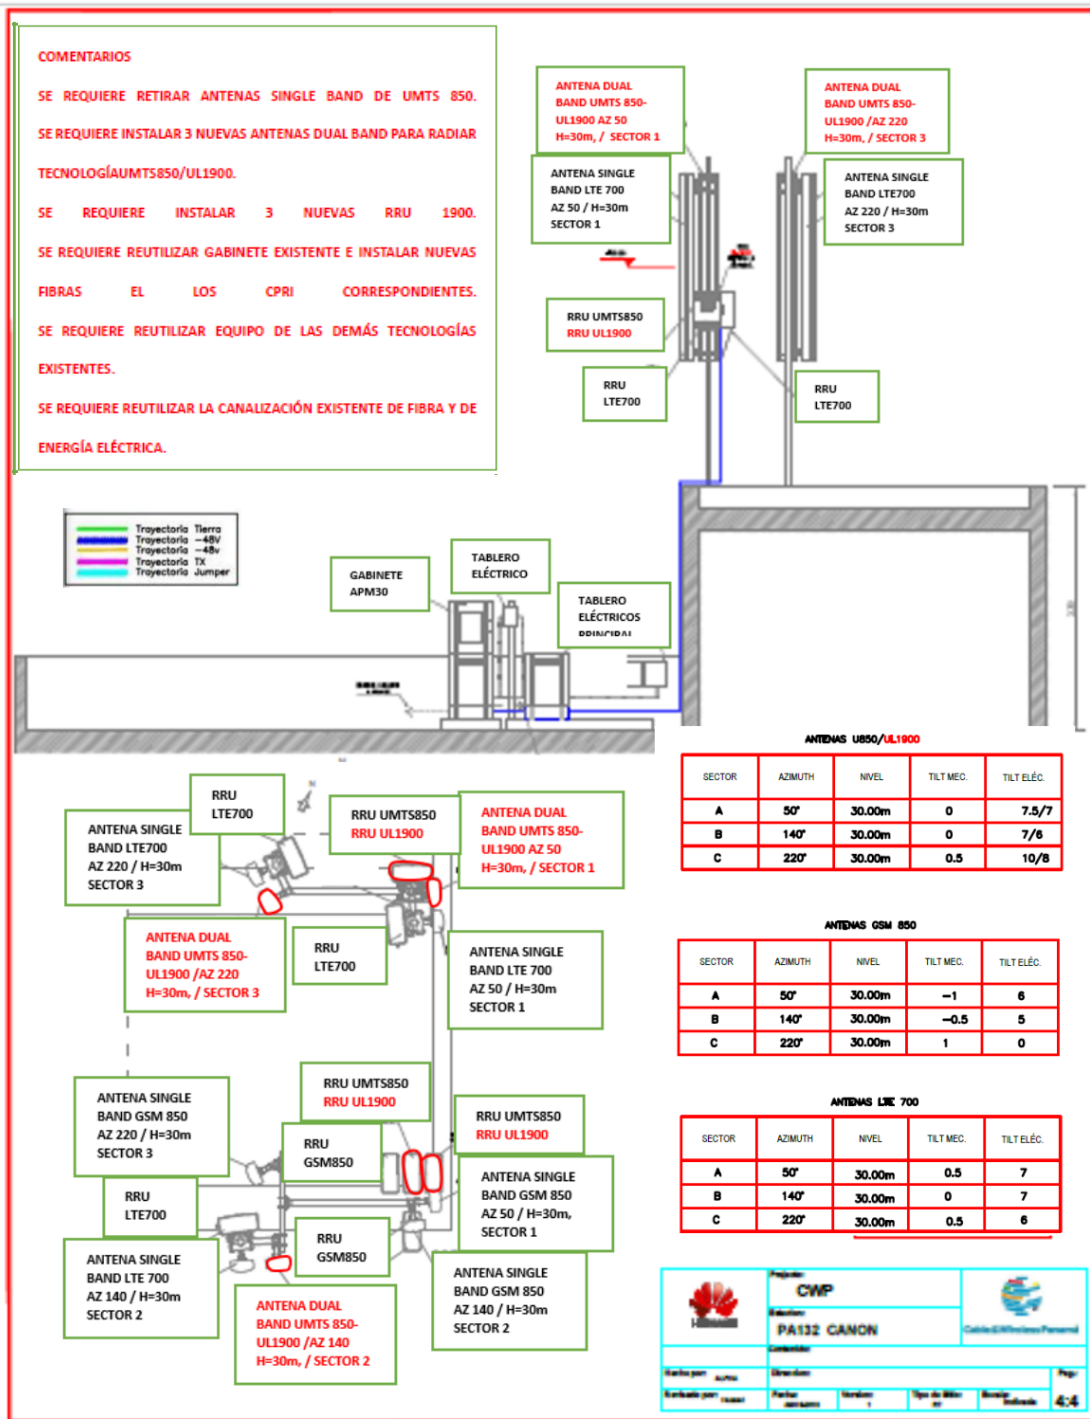 COMENTARIOS
SE REQUIERE RETIRAR ANTENAS SINGLE BAND DE UMTS 850.
SE REQUIERE INSTALAR 3 NUEVAS ANTENAS DUAL BAND PARA RADIAR
TECNOLOGÍAUMTS850/UL1900.
SE REQUIERE INSTALAR 3 NUEVAS RRU 1900.
SE REQUIERE REUTILIZAR GABINETE EXISTENTE E INSTALAR NUEVAS
FIBRAS EL LOS CPRI CORRESPONDIENTES.
SE REQUIERE REUTILIZAR EQUIPO DE LAS DEMÁS TECNOLOGÍAS
EXISTENTES.
SE REQUIERE REUTILIZAR LA CANALIZACIÓN EXISTENTE DE FIBRA Y DE
ENERGÍA ELÉCTRICA.
ANTENA DUAL
BAND UMTS 850-
UL1900 AZ 50
H=30m, / SECTOR 1
ANTENA DUAL
BAND UMTS 850-
UL1900 /AZ 220
H=30m, / SECTOR 3
ANTENA SINGLE
BAND LTE 700
AZ 50 / H=30m
SECTOR 1
ANTENA SINGLE
BAND LTE700
AZ 220 / H=30m
SECTOR 3
RRU UMTS850
RRU UL1900
RRU
LTE700
RRU
LTE700
Trayectoria Tierra
Trayectoria -48V
Trayectoria -48v
Trayectoria TX
Trayectoria Jumper
GABINETE
APM30
TABLERO
ELÉCTRICO
TABLERO
ELÉCTRICOS
PRINCIPAL
RRU
LTE700
ANTENA SINGLE
BAND LTE700
AZ 220 / H=30m
SECTOR 3
RRU UMTS850
RRU UL1900
ANTENA DUAL
BAND UMTS 850-
UL1900 AZ 50
H=30m, / SECTOR 1
ANTENA DUAL
BAND UMTS 850-
UL1900 /AZ 220
H=30m, / SECTOR 3
RRU
LTE700
ANTENA SINGLE
BAND LTE 700
AZ 50 / H=30m
SECTOR 1
ANTENA SINGLE
BAND GSM 850
AZ 220 / H=30m
SECTOR 3
RRU UMTS850
RRU UL1900
RRU
GSM850
RRU UMTS850
RRU UL1900
RRU
LTE700
ANTENA SINGLE
BAND GSM 850
AZ 50 / H=30m,
SECTOR 1
RRU
GSM850
ANTENA SINGLE
BAND LTE 700
AZ 140 / H=30m
SECTOR 2
ANTENA DUAL
BAND UMTS 850-
UL1900 /AZ 140
H=30m, / SECTOR 2
ANTENA SINGLE
BAND GSM 850
AZ 140 / H=30m
SECTOR 2
ANTENAS U850/UL1900
SECTOR AZIMUTH NIVEL TILT MEC. TILT ELÉC.
A 50° 30.00m 0 7.5/7
B 140° 30.00m 0 7/6
C 220° 30.00m 0.5 10/8
ANTENAS GSM 850
SECTOR AZIMUTH NIVEL TILT MEC. TILT ELÉC.
A 50° 30.00m -1 6
B 140° 30.00m -0.5 5
C 220° 30.00m 1 0
ANTENAS LTE 700
SECTOR AZIMUTH NIVEL TILT MEC. TILT ELÉC.
A 50° 30.00m 0.5 7
B 140° 30.00m 0 7
C 220° 30.00m 0.5 6
HUAWEI
CWP
PA132 CANON
Cable&Wireless Panamá
4:4